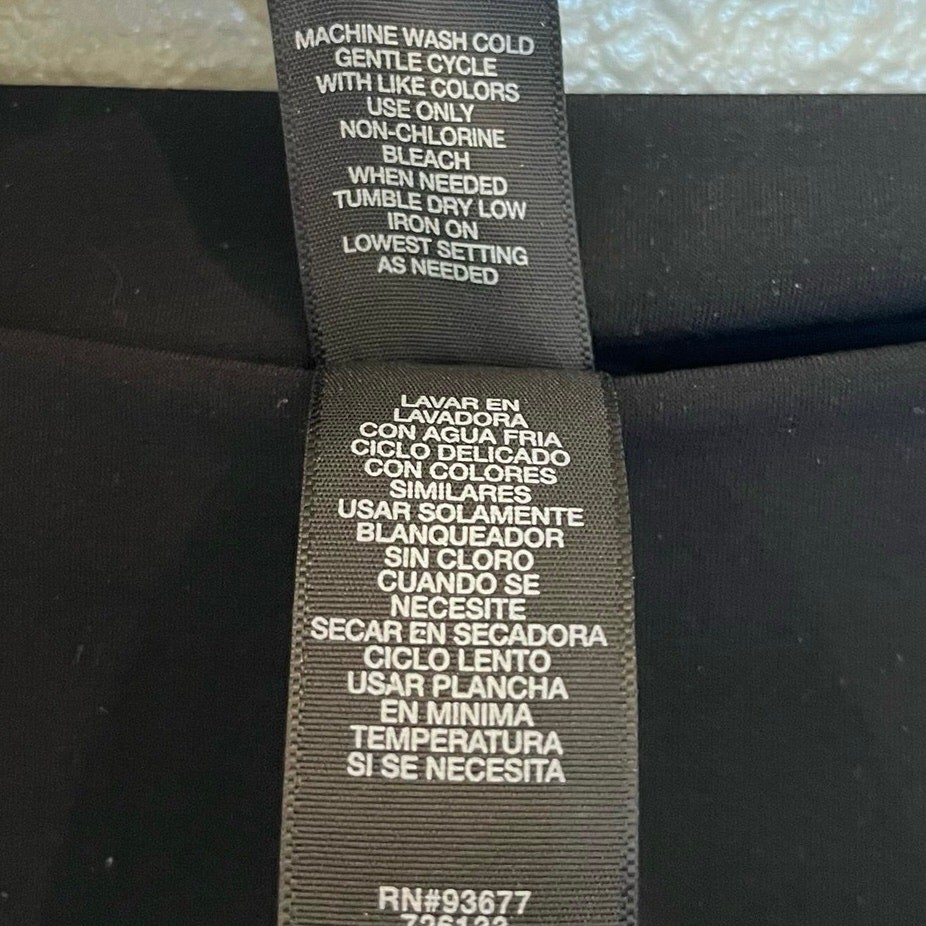 MACHINE WASH COLD
GENTLE CYCLE
WITH LIKE COLORS
USE ONLY
NON-CHLORINE
BLEACH
WHEN NEEDED
TUMBLE DRY LOW
IRON ON
LOWEST SETTING
AS NEEDED
LAVAR EN
LAVADORA
CON AGUA FRIA
CICLO DELICADO
CON COLORES
SIMILARES
USAR SOLAMENTE
BLANQUEADOR
SIN CLORO
CUANDO SE
NECESITE
SECAR EN SECADORA
CICLO LENTO
USAR PLANCHA
EN MINIMA
TEMPERATURA
SI SE NECESITA
RN#93677